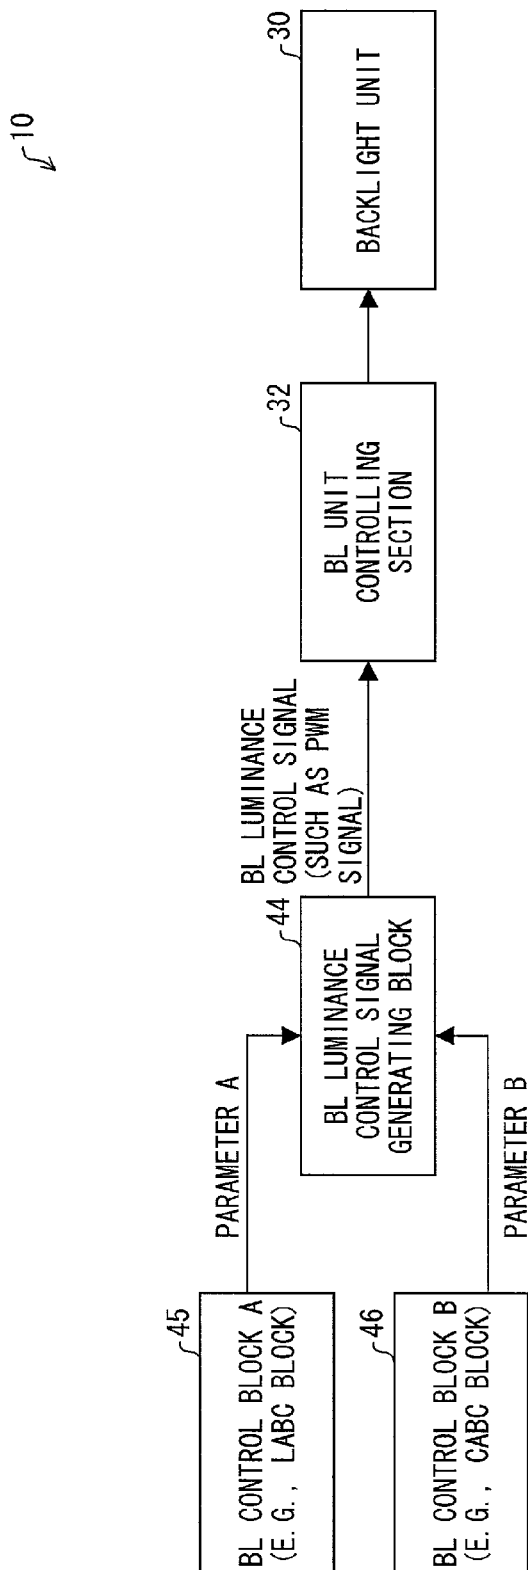 10
45
BL CONTROL BLOCK A
(E.G., LABC BLOCK)
PARAMETER A
46
BL CONTROL BLOCK B
(E.G., CABC BLOCK)
PARAMETER B
44
BL LUMINANCE
CONTROL SIGNAL
GENERATING BLOCK
BL LUMINANCE
CONTROL SIGNAL
(SUCH AS PWM
SIGNAL)
32
BL UNIT
CONTROLLING
SECTION
30
BACKLIGHT UNIT